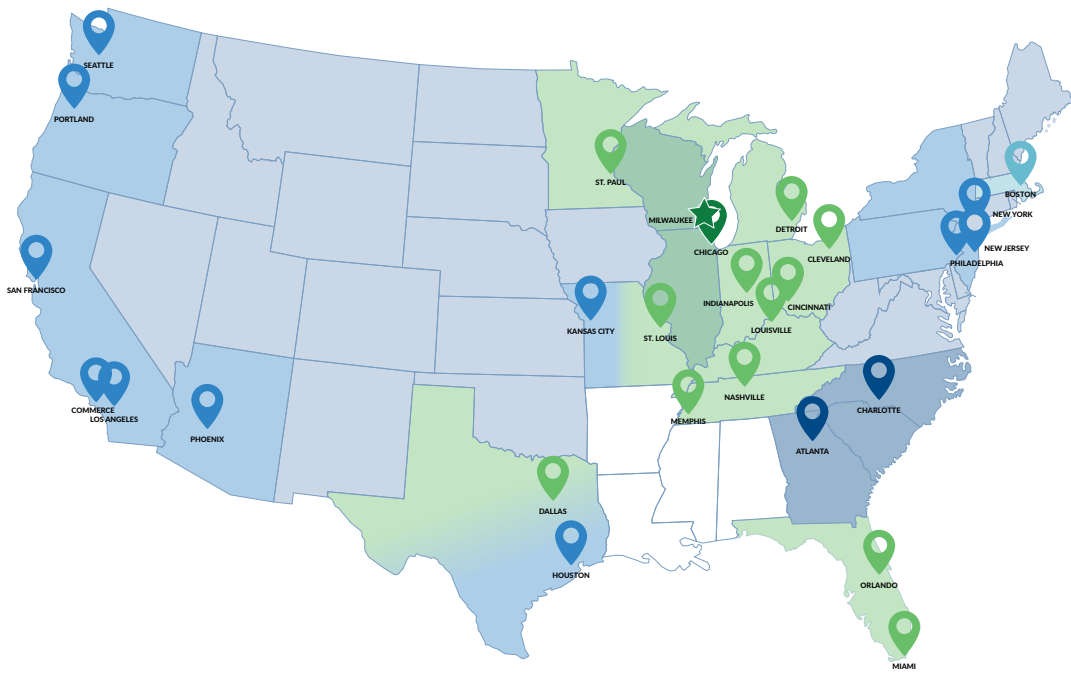 SEATTLE
PORTLAND
ST. PAUL
BOSTON
MILWAUKEE
NEW YORK
DETROIT
NEW JERSEY
CHICAGO
CLEVELAND
PHILADELPHIA
SAN FRANCISCO
INDIANAPOLIS
CINCINNATI
KANSAS CITY
LOUISVILLE
ST. LOUIS
NASHVILLE
COMMERCE
CHARLOTTE
LOS ANGELES
MEMPHIS
PHOENIX
ATLANTA
DALLAS
HOUSTON
ORLANDO
MIAMI